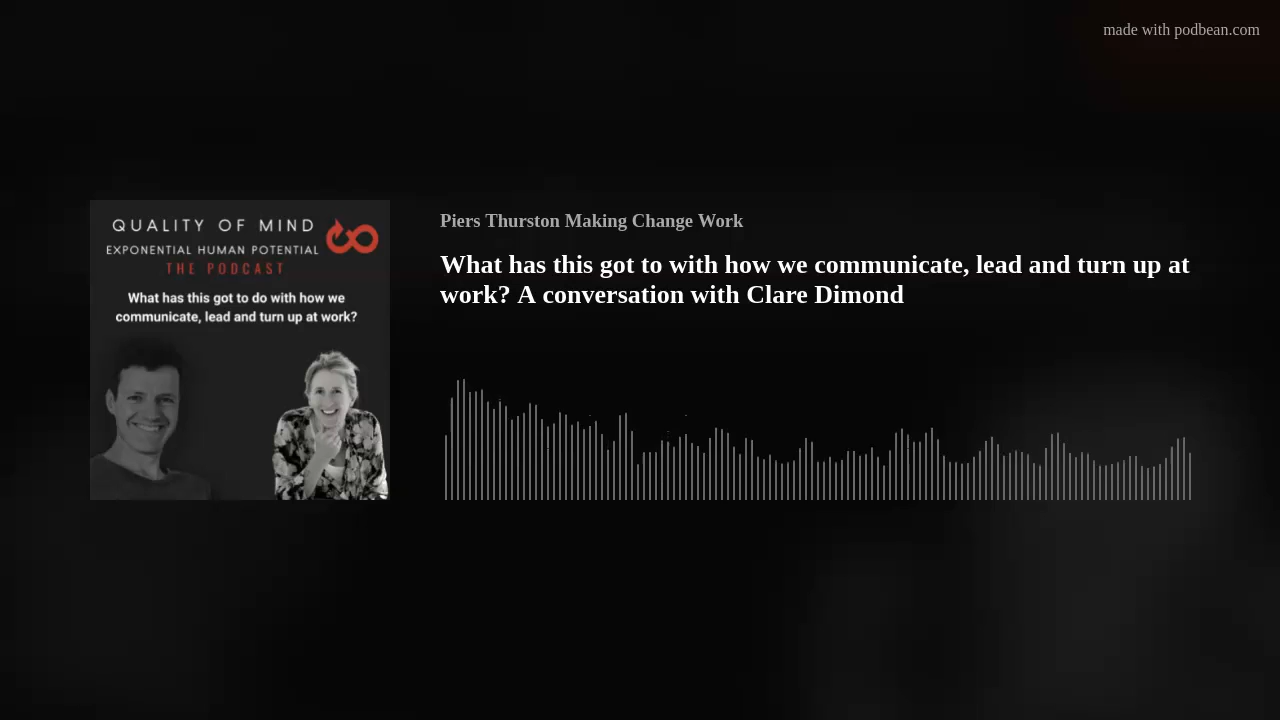 made with podbean.com
QUALITY OF MIND
EXPONENTIAL HUMAN POTENTIAL
THE PODCAST
What has this got to do with how we
communicate, lead and turn up at work?
Piers Thurston Making Change Work
What has this got to with how we communicate, lead and turn up at
work? A conversation with Clare Dimond